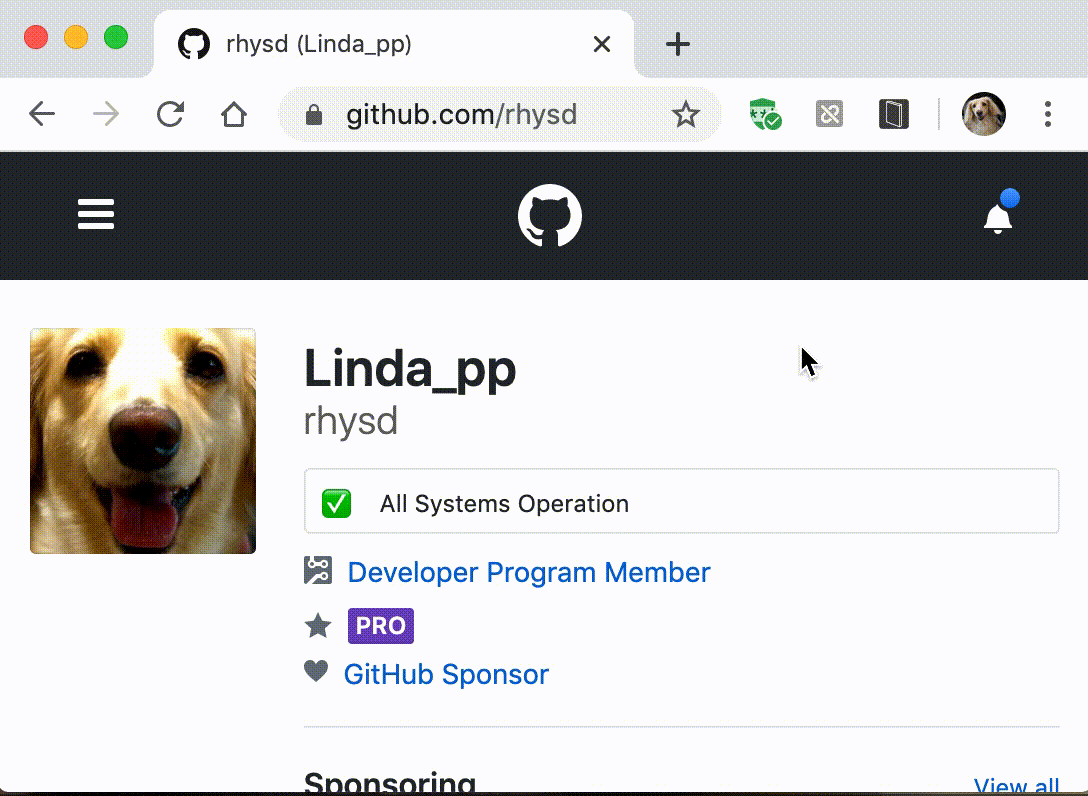 rhysd (Linda_pp)
github.com/rhysd
Linda_pp
rhysd
All Systems Operation
Developer Program Member
PRO
GitHub Sponsor
Sponsoring
View all